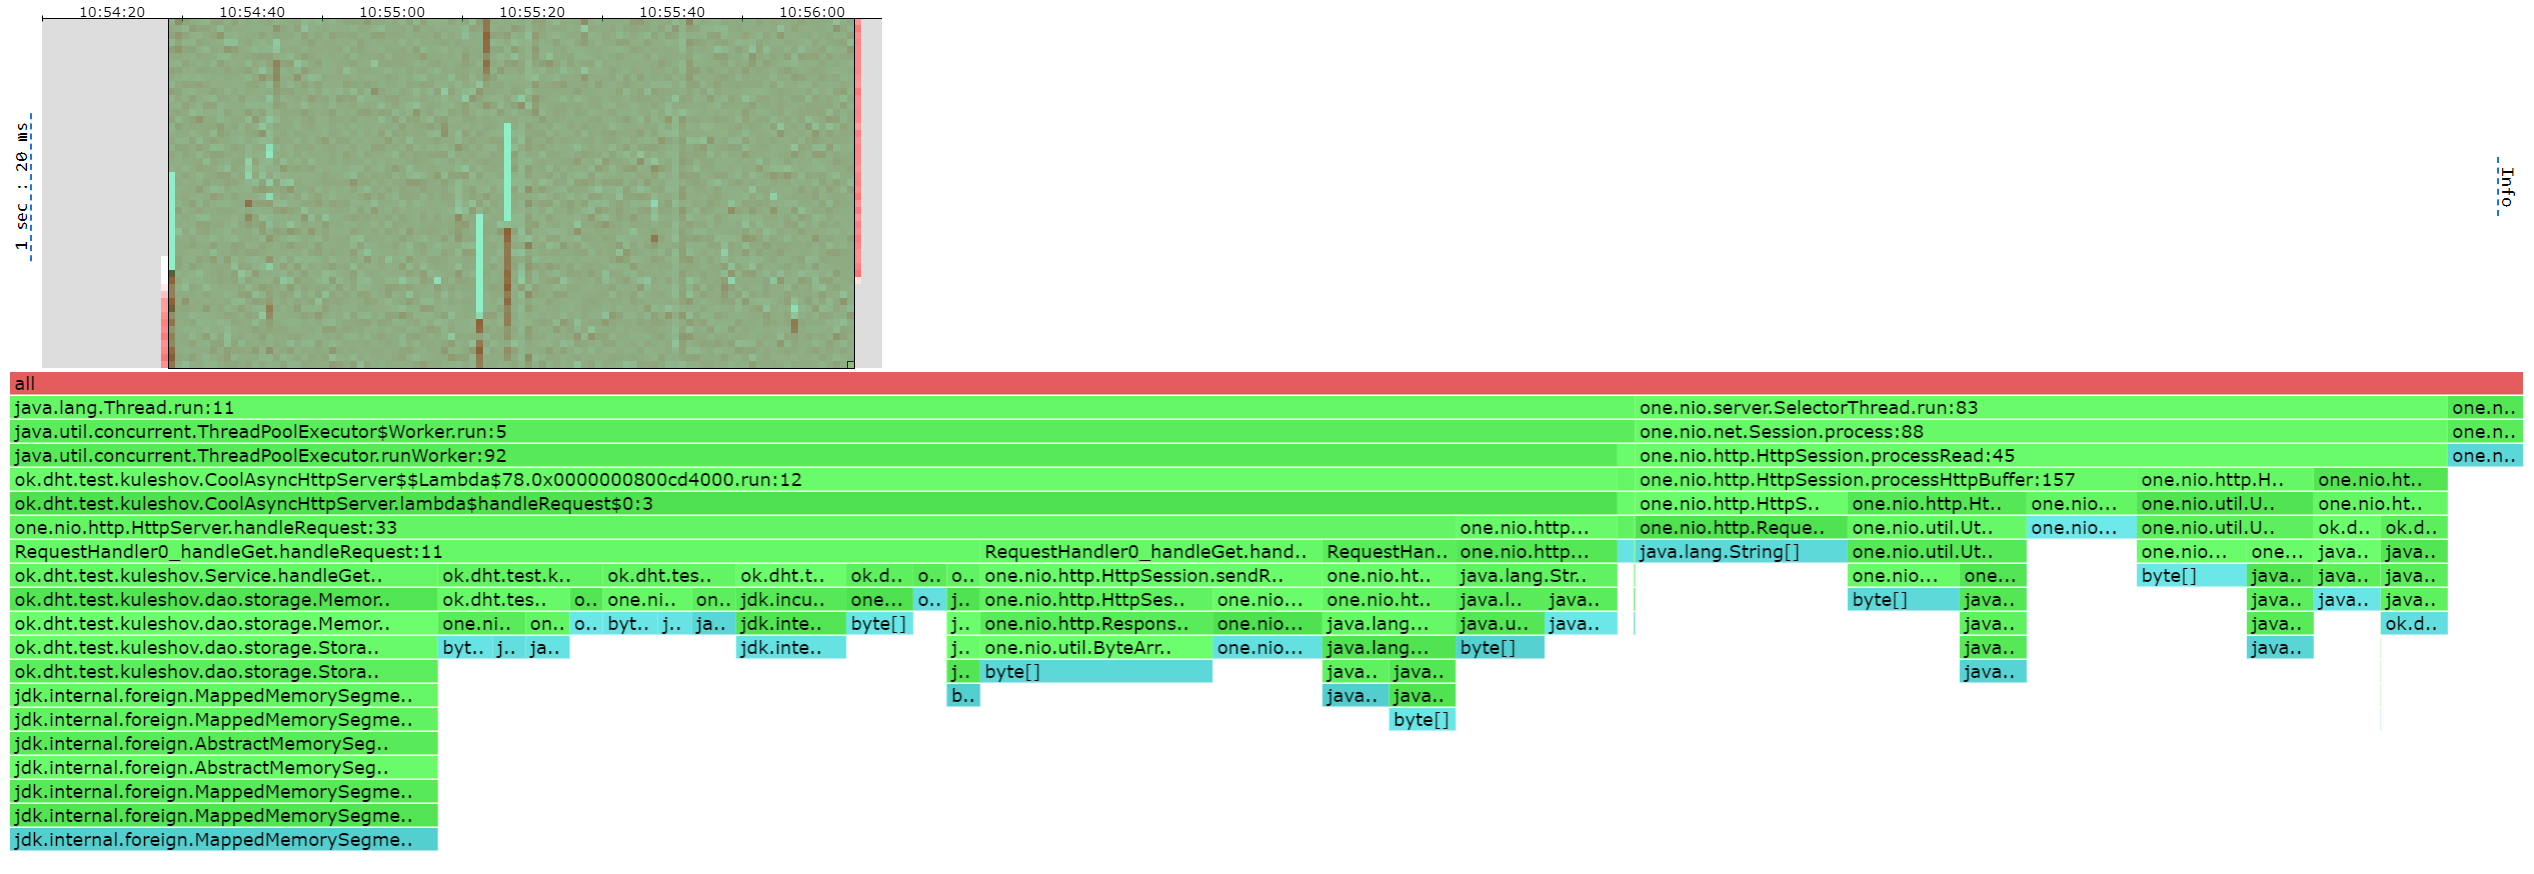 10:54:20 10:54:40 10:55:00 10:55:20 10:55:40 10:56:00
1 sec : 20 ms
Info
all
java.lang.Thread.run:11 one.nio.server.SelectorThread.run:83 one.n..
java.util.concurrent.ThreadPoolExecutor$Worker.run:5 one.nio.net.Session.process:88 one.n..
java.util.concurrent.ThreadPoolExecutor.runWorker:92 one.nio.http.HttpSession.processRead:45 one.n..
ok.dht.test.kuleshov.CoolAsyncHttpServer$$Lambda$78.0x0000000800cd4000.run:12 one.nio.http.HttpSession.processHttpBuffer:157 one.nio.http.H.. one.nio.ht..
ok.dht.test.kuleshov.CoolAsyncHttpServer.lambda$handleRequest$0:3 one.nio.http.HttpS.. one.nio.http.Ht.. one.nio... one.nio.util.U.. one.nio.ht..
one.nio.http.HttpServer.handleRequest:33 one.nio.http... one.nio.http.Reque.. one.nio.util.Ut.. one.nio... one.nio.util.U.. ok.d.. ok.d..
RequestHandler0_handleGet.handleRequest:11 RequestHandler0_handleGet.hand.. RequestHan.. one.nio.http... java.lang.String[] one.nio.util.Ut.. one.nio... one... java.. java..
ok.dht.test.kuleshov.Service.handleGet.. ok.dht.test.k.. ok.dht.tes.. ok.dht.t.. ok.d.. o.. o.. one.nio.http.HttpSession.sendR.. one.nio.ht.. java.lang.Str.. one.nio... one... byte[] java.. java.. java..
ok.dht.test.kuleshov.dao.storage.Memor.. ok.dht.tes.. o.. one.ni.. on.. jdk.incu.. one... o.. j.. one.nio.http.HttpSes.. one.nio... one.nio.ht.. java.l.. java.. byte[] java.. java.. java.. java..
ok.dht.test.kuleshov.dao.storage.Memor.. one.ni.. on.. o.. byt.. j.. ja.. jdk.inte.. byte[] j.. one.nio.http.Respons.. one.nio... java.lang... java.u.. java.. java.. java.. ok.d..
ok.dht.test.kuleshov.dao.storage.Stora.. byt.. j.. ja.. jdk.inte.. j.. one.nio.util.ByteArr.. one.nio... java.lang... byte[] java.. java..
ok.dht.test.kuleshov.dao.storage.Stora.. j.. byte[] java.. java.. java..
jdk.internal.foreign.MappedMemorySegme.. b.. java.. java..
jdk.internal.foreign.MappedMemorySegme.. byte[]
jdk.internal.foreign.AbstractMemorySeg..
jdk.internal.foreign.AbstractMemorySeg..
jdk.internal.foreign.MappedMemorySegme..
jdk.internal.foreign.MappedMemorySegme..
jdk.internal.foreign.MappedMemorySegme..